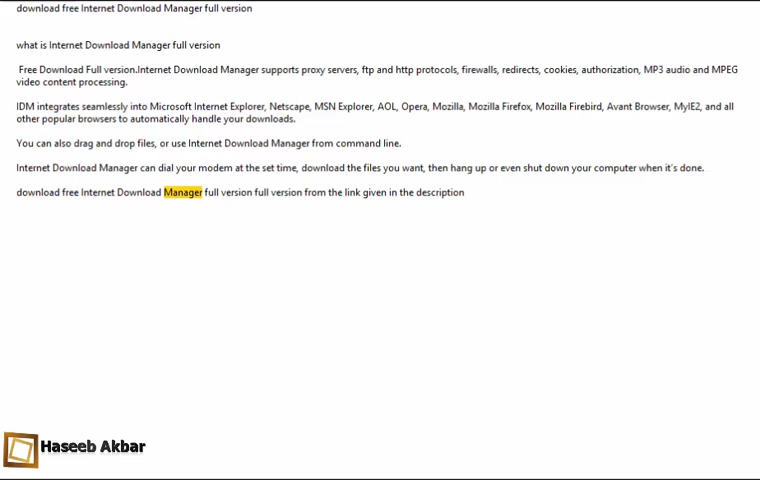 download free Internet Download Manager full version
what is Internet Download Manager full version
Free Download Full version.Internet Download Manager supports proxy servers, ftp and http protocols, firewalls, redirects, cookies, authorization, MP3 audio and MPEG
video content processing.
IDM integrates seamlessly into Microsoft Internet Explorer, Netscape, MSN Explorer, AOL, Opera, Mozilla, Mozilla Firefox, Mozilla Firebird, Avant Browser, MyIE2, and all
other popular browsers to automatically handle your downloads.
You can also drag and drop files, or use Internet Download Manager from command line.
Internet Download Manager can dial your modem at the set time, download the files you want, then hang up or even shut down your computer when it's done.
download free Internet Download Manager full version full version from the link given in the description
Haseeb Akbar